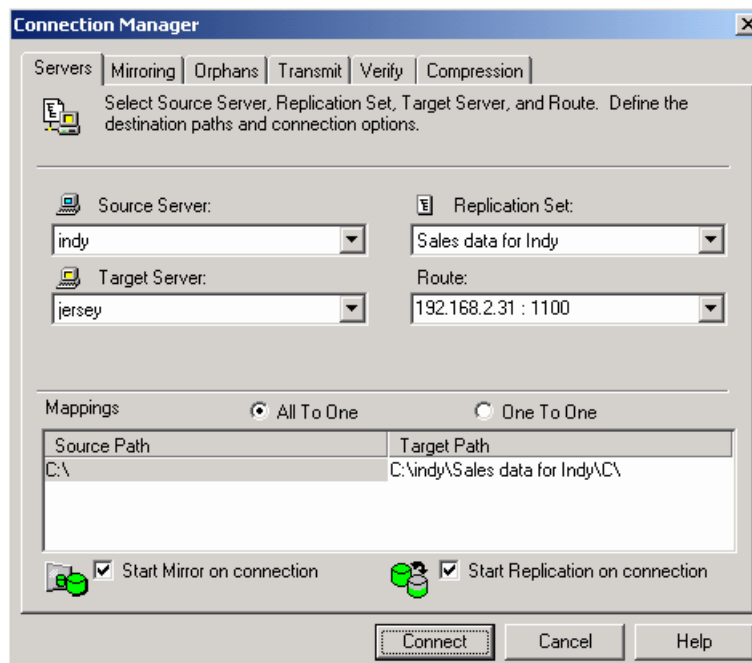 Connection Manager
Servers Mirroring Orphans Transmit Verify Compression
Select Source Server, Replication Set, Target Server, and Route. Define the
destination paths and connection options.
Source Server:
indy
Replication Set:
Sales data for Indy
Target Server:
jersey
Route:
192.168.2.31 : 1100
Mappings All To One One To One
Source Path Target Path
C:\ C:\indy\Sales data for Indy\C\
Start Mirror on connection Start Replication on connection
Connect Cancel Help